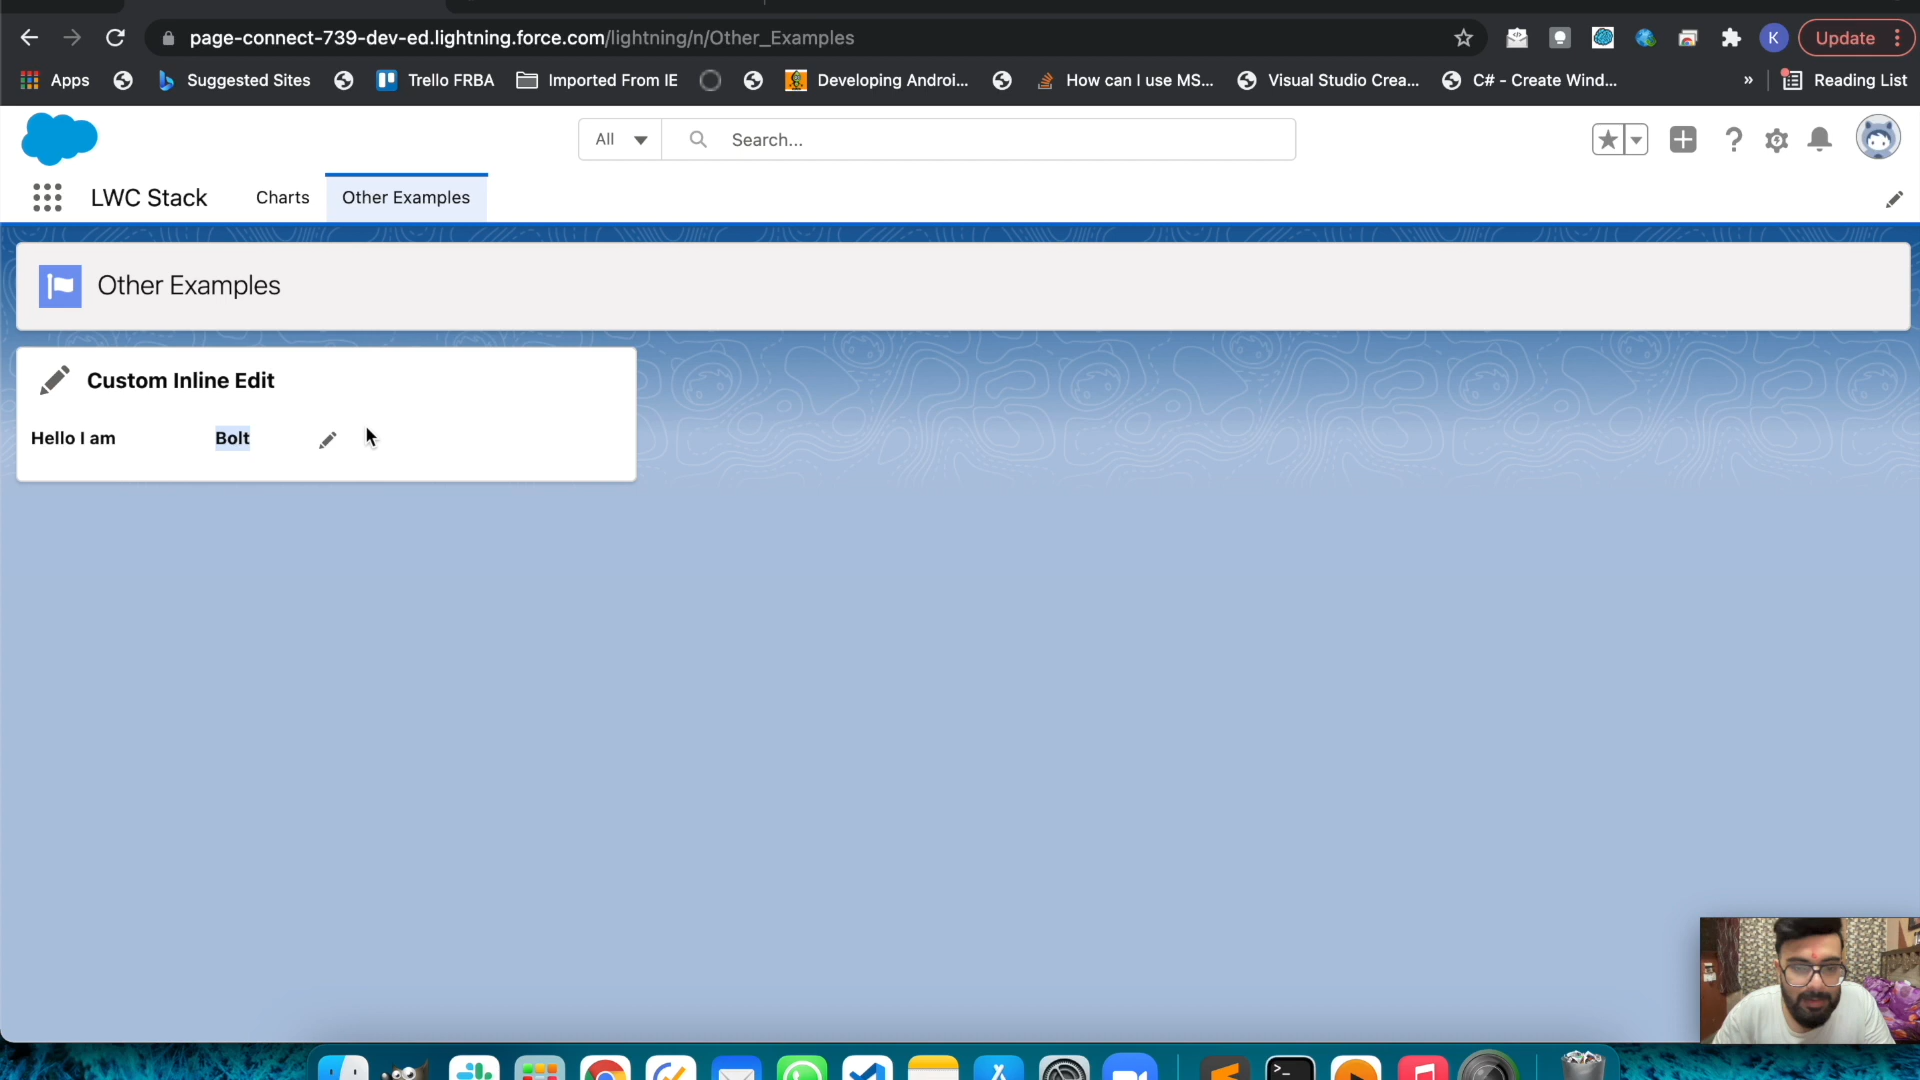 page-connect-739-dev-ed.lightning.force.com/lightning/n/Other_Examples
K
Update
Apps
Suggested Sites
Trello FRBA
Imported From IE
Developing Androi...
How can I use MS...
Visual Studio Crea...
C# - Create Wind...
»
Reading List
All
Search...
LWC Stack
Charts
Other Examples
Other Examples
Custom Inline Edit
Hello I am Bolt